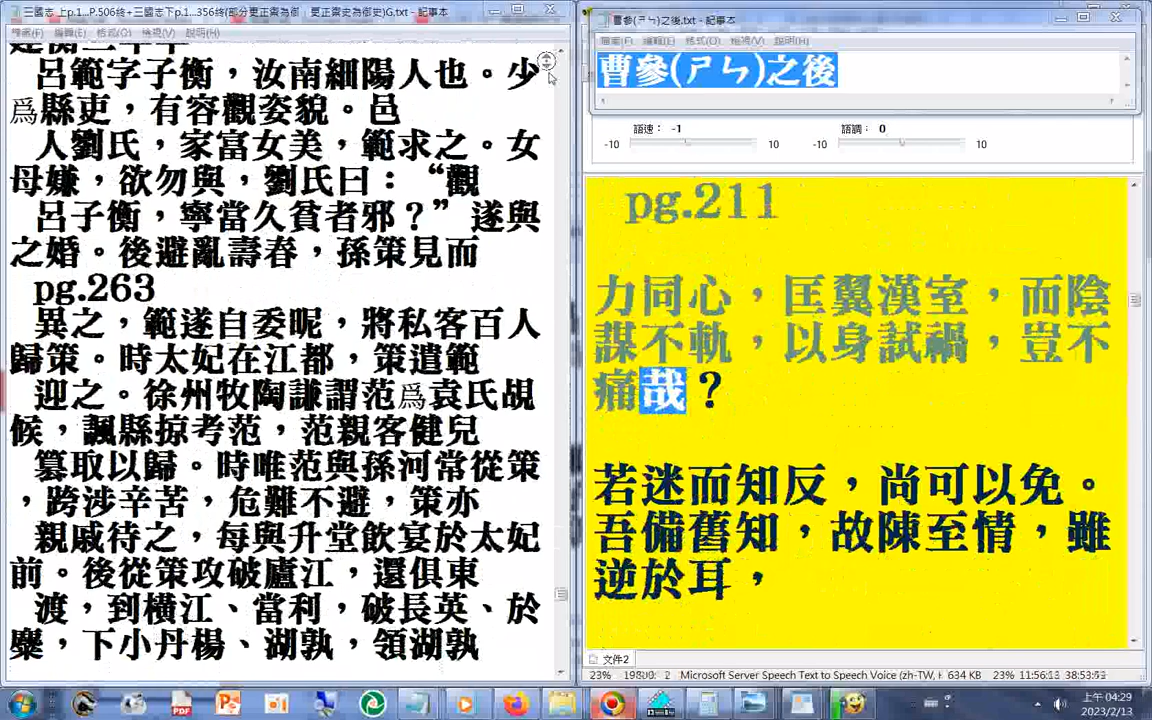 三國志 上p.1...P.506終+三國志下p.1...356終(部分更正齊為御;更正齊史為御史)G.txt - 記事本
檔案(F) 編輯(E) 格式(O) 檢視(V) 說明(H)
呂範字子衡，汝南細陽人也。少
爲縣吏，有容觀姿貌。邑
人劉氏，家富女美，範求之。女
母嫌，欲勿與，劉氏曰：“觀
呂子衡，寧當久貧者邪？”遂與
之婚。後避亂壽春，孫策見而
pg.263
異之，範遂自委昵，將私客百人
歸策。時太妃在江都，策遣範
迎之。徐州牧陶謙謂范爲袁氏覘
候，諷縣掠考范，范親客健兒
篡取以歸。時唯范與孫河常從策
，跨涉辛苦，危難不避，策亦
親戚待之，每與升堂飲宴於太妃
前。後從策攻破廬江，還俱東
渡，到橫江、當利，破張英、於
麋，下小丹楊、湖孰，領湖孰
曹參(ㄕㄣ)之後.txt - 記事本
檔案(F) 編輯(E) 格式(O) 檢視(V) 說明(H)
曹參(ㄕㄣ)之後
語速： -1 語調： 0
-10 10 -10 10
pg.211
力同心，匡翼漢室，而陰
謀不軌，以身試禍，豈不
痛哉？
若迷而知反，尚可以免。
吾備舊知，故陳至情，雖
逆於耳，
文件2
23% Microsoft Server Speech Text to Speech Voice (zh-TW, H 634 KB 23% 11:56:13
上午 04:29
2023/2/13